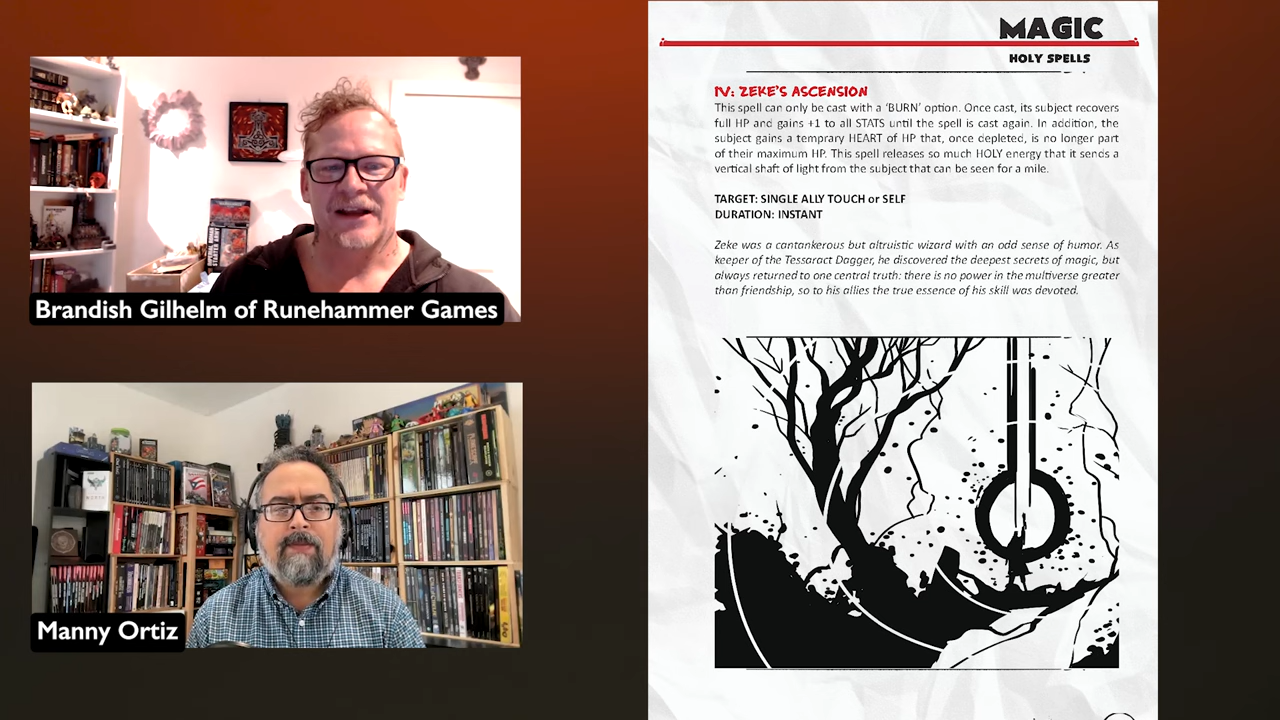 Brandish Gilhelm of Runehammer Games
Manny Ortiz
MAGIC
HOLY SPELLS
IV: ZEKE'S ASCENSION
This spell can only be cast with a 'BURN' option. Once cast, its subject recovers
full HP and gains +1 to all STATS until the spell is cast again. In addition, the
subject gains a temprary HEART of HP that, once depleted, is no longer part
of their maximum HP. This spell releases so much HOLY energy that it sends a
vertical shaft of light from the subject that can be seen for a mile.
TARGET: SINGLE ALLY TOUCH or SELF
DURATION: INSTANT
Zeke was a cantankerous but altruistic wizard with an odd sense of humor. As
keeper of the Tessaract Dagger, he discovered the deepest secrets of magic, but
always returned to one central truth: there is no power in the multiverse greater
than friendship, so to his allies the true essence of his skill was devoted.